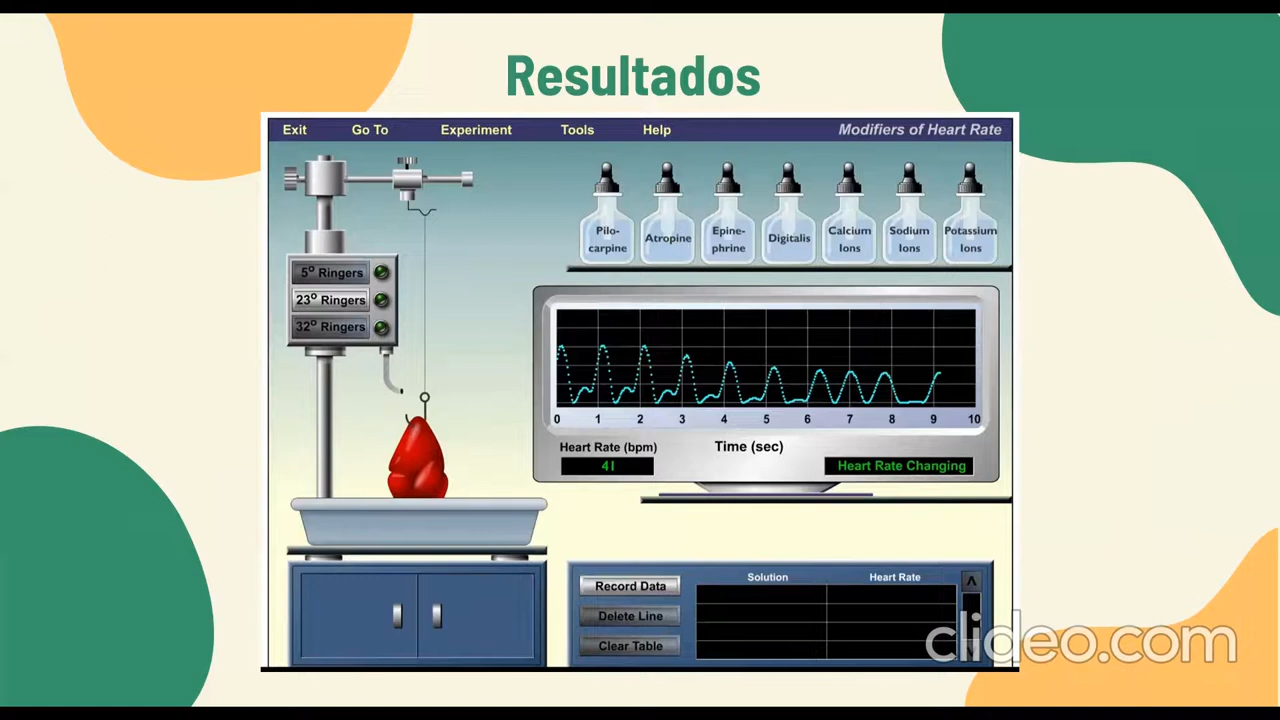 Resultados
Exit Go To Experiment Tools Help Modifiers of Heart Rate
Pilo-
carpine
Atropine
Epine-
phrine
Digitalis
Calcium
Ions
Sodium
Ions
Potassium
Ions
5º Ringers
23º Ringers
32º Ringers
0 1 2 3 4 5 6 7 8 9 10
Heart Rate (bpm)
Time (sec)
41
Heart Rate Changing
Solution Heart Rate
Record Data
Delete Line
Clear Table
clideo.com